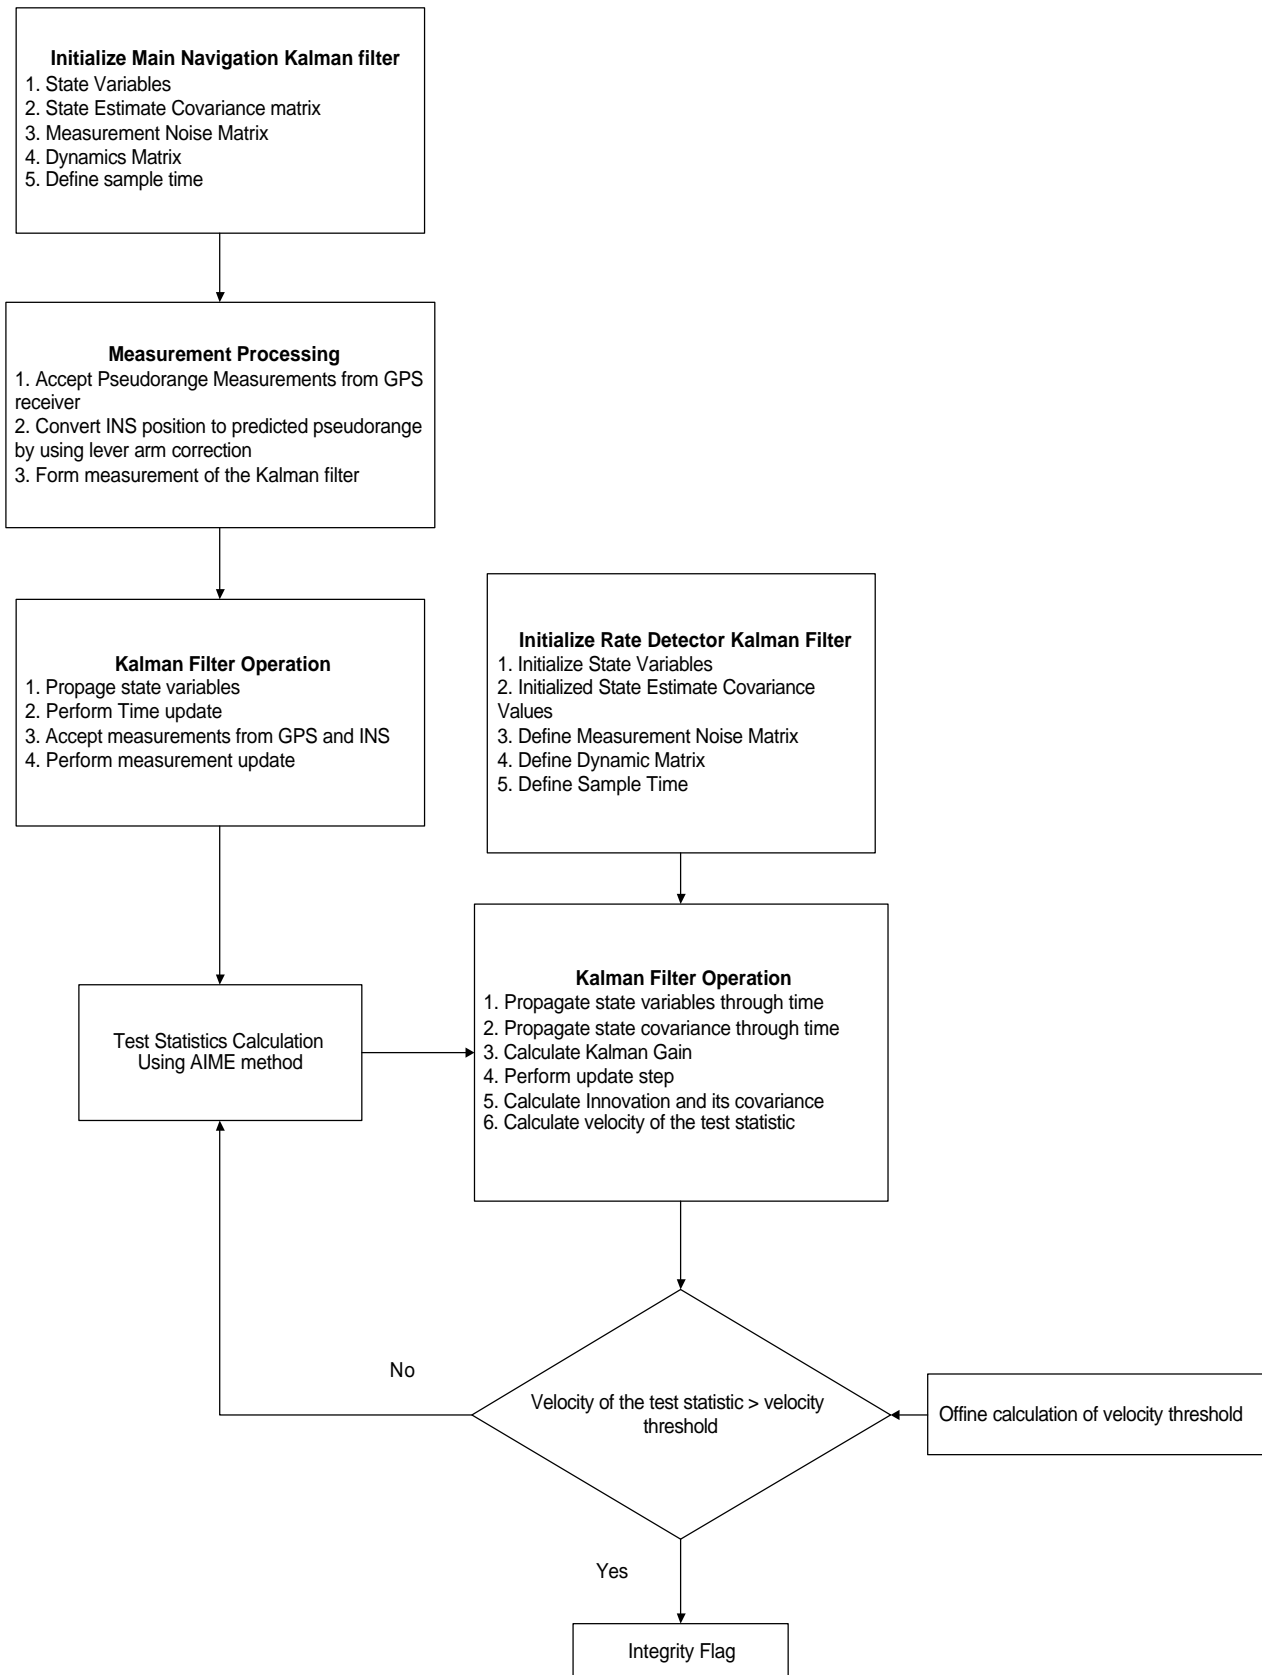 Initialize Main Navigation Kalman filter
1. State Variables
2. State Estimate Covariance matrix
3. Measurement Noise Matrix
4. Dynamics Matrix
5. Define sample time
Measurement Processing
1. Accept Pseudorange Measurements from GPS
receiver
2. Convert INS position to predicted pseudorange
by using lever arm correction
3. Form measurement of the Kalman filter
Kalman Filter Operation
1. Propage state variables
2. Perform Time update
3. Accept measurements from GPS and INS
4. Perform measurement update
Initialize Rate Detector Kalman Filter
1. Initialize State Variables
2. Initialized State Estimate Covariance
Values
3. Define Measurement Noise Matrix
4. Define Dynamic Matrix
5. Define Sample Time
Test Statistics Calculation
Using AIME method
Kalman Filter Operation
1. Propagate state variables through time
2. Propagate state covariance through time
3. Calculate Kalman Gain
4. Perform update step
5. Calculate Innovation and its covariance
6. Calculate velocity of the test statistic
No
Velocity of the test statistic > velocity
threshold
Offine calculation of velocity threshold
Yes
Integrity Flag